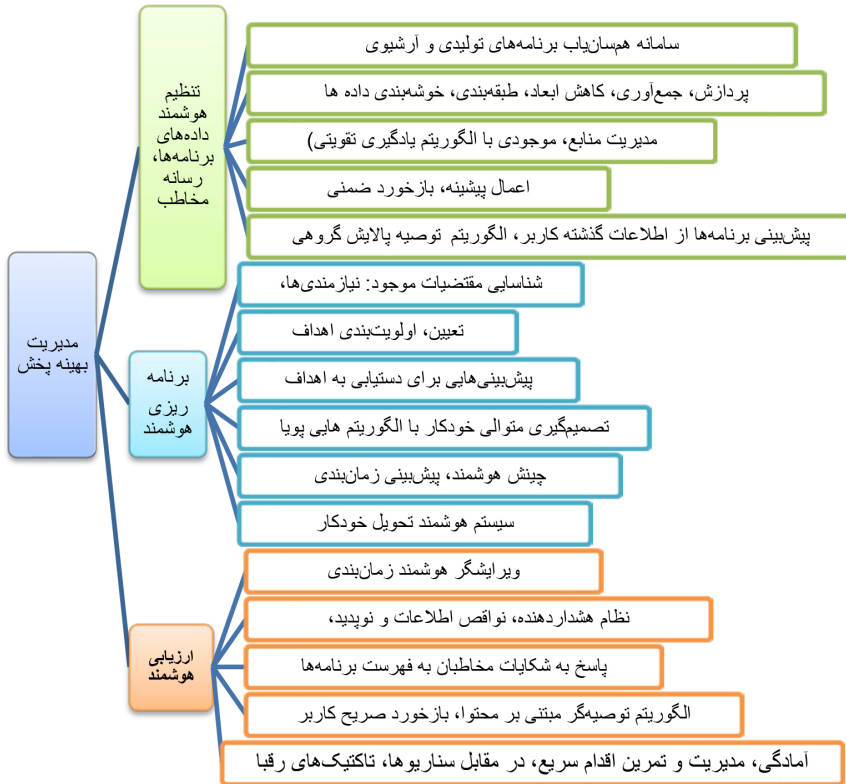 مدیریت
بهینه پخش
تنظیم
هوشمند
داده‌های
برنامه‌ها،
رسانه
مخاطب
سامانه هم‌سان‌یاب برنامه‌های تولیدی و آرشیوی
پردازش، جمع‌آوری، کاهش ابعاد، طبقه‌بندی، خوشه‌بندی داده ها
مدیریت منابع، موجودی با الگوریتم یادگیری تقویتی)
اعمال پیشینه، بازخورد ضمنی
پیش‌بینی برنامه‌ها از اطلاعات گذشته کاربر، الگوریتم توصیه پالایش گروهی
برنامه
ریزی
هوشمند
شناسایی مقتضیات موجود: نیازمندی‌ها،
تعیین، اولویت‌بندی اهداف
پیش‌بینی‌هایی برای دستیابی به اهداف
تصمیم‌گیری متوالی خودکار با الگوریتم هایی پویا
چینش هوشمند، پیش‌بینی زمان‌بندی
سیستم هوشمند تحویل خودکار
ارزیابی
هوشمند
ویرایشگر هوشمند زمان‌بندی
نظام هشداردهنده، نواقص اطلاعات و نوپدید،
پاسخ به شکایات مخاطبان به فهرست برنامه‌ها
الگوریتم توصیه‌گر مبتنی بر محتوا، بازخورد صریح کاربر
آمادگی، مدیریت و تمرین اقدام سریع، در مقابل سناریوها، تاکتیک‌های رقبا